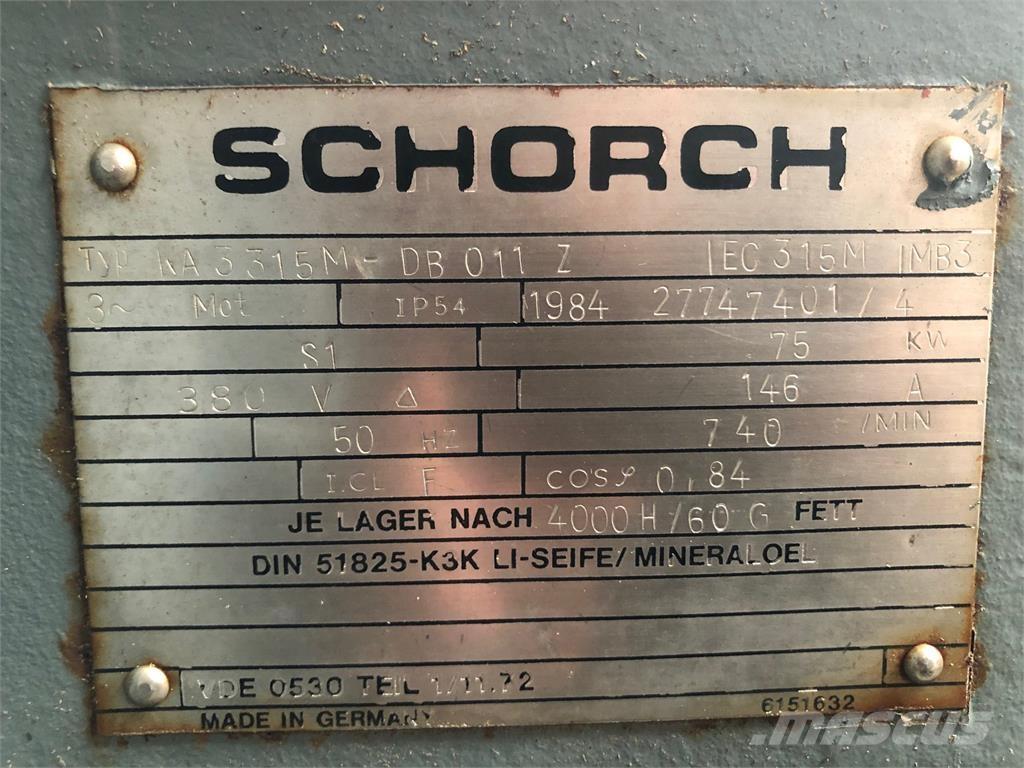 SCHORCH
TYP KA 3315M - DB 011 Z IEC 315M IMB3
3~ Mot IP54 1984 27747401/4
S1 75 KW
380 V Δ 146 A
50 HZ 740 /MIN
I.CL F COS φ 0,84
JE LAGER NACH 4000H/60 G FETT
DIN 51825-K3K LI-SEIFE/MINERALOEL
VDE 0530 TEIL 1/11.72
MADE IN GERMANY 6151632
MASCUS